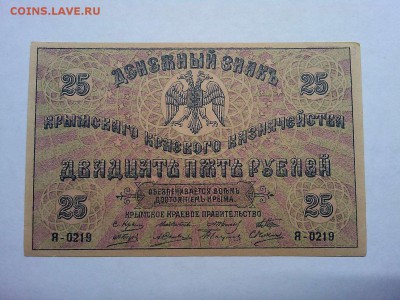 COINS.LAVE.RU
ДЕНЕЖНЫЙ ЗНАКЪ
25 25
КРЫМСКАГО КРАЕВОГО КАЗНАЧЕЙСТВА
ДВАДЦАТЬ ПЯТЬ РУБЛЕЙ
ОБЕЗПЕЧИВАЕТСЯ ВСѢМЪ
ДОСТОЯНІЕМЪ КРЫМА.
25 КРЫМСКОЕ КРАЕВОЕ ПРАВИТЕЛЬСТВО 25
Я-0219 Я-0219